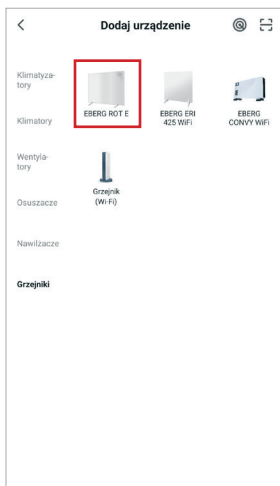 Dodaj urządzenie
Klimatyza-
tory
Klimatory
Wentyla-
tory
Osuszacze
Nawilżacze
Grzejniki
EBERG ROT E
EBERG ERI
425 WiFi
EBERG
CONVY WiFi
Grzejnik
(Wi-Fi)